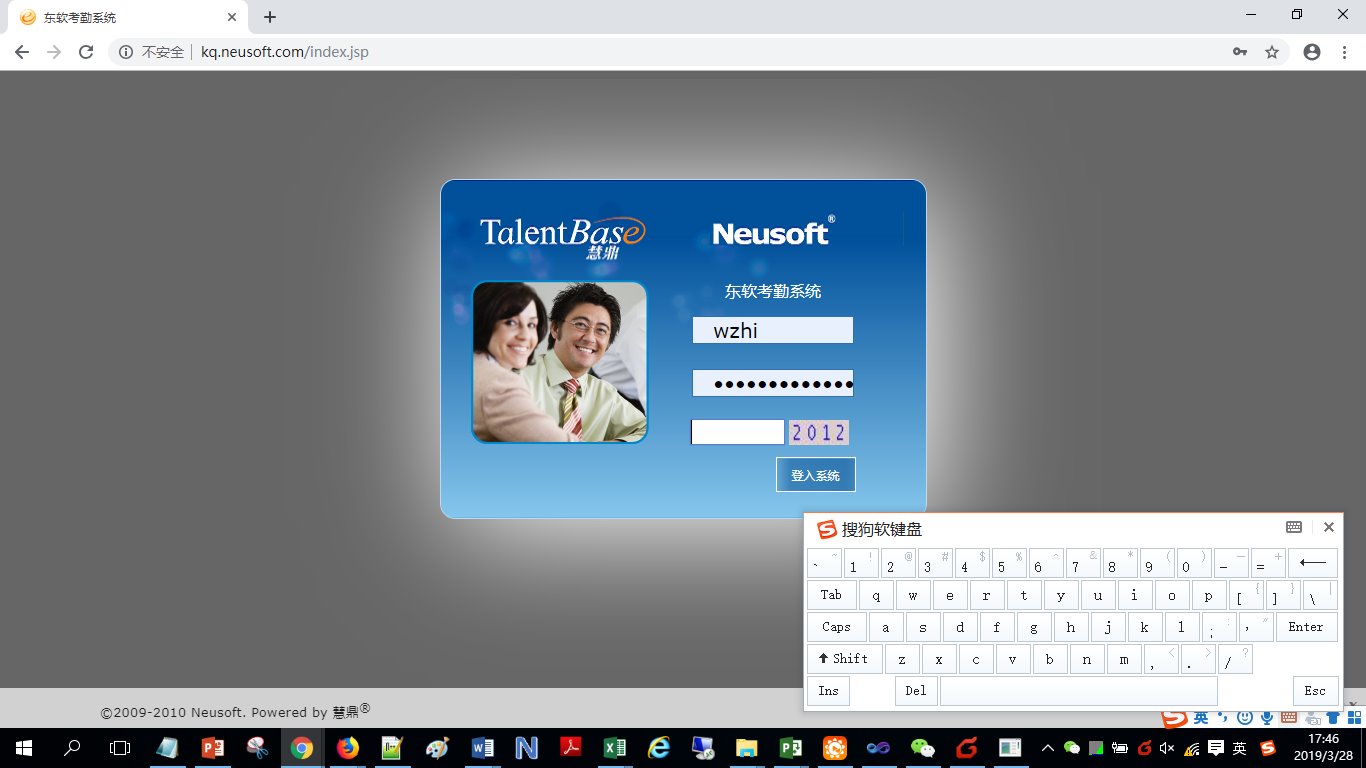 东软考勤系统
不安全 kq.neusoft.com/index.jsp
TalentBase
慧鼎
Neusoft®
东软考勤系统
wzhi
•••••••••••••
2012
登入系统
搜狗软键盘
` ~ 1 ! 2 @ 3 # 4 $ 5 % 6 ^ 7 & 8 * 9 ( 0 ) - _ = + ←
Tab q w e r t y u i o p [ { ] } \ |
Caps a s d f g h j k l ; : ' " Enter
Shift z x c v b n m , < . > / ?
Ins Del Esc
©2009-2010 Neusoft. Powered by 慧鼎®
英
英
17:46
2019/3/28